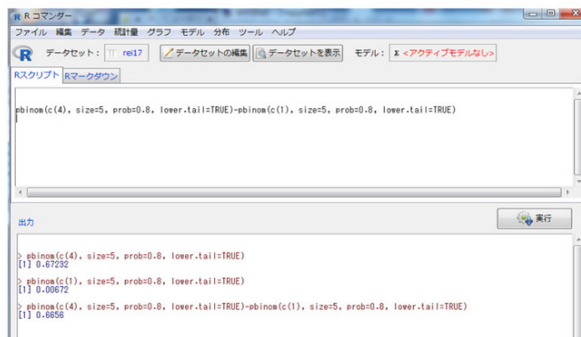 R コマンダー
ファイル 編集 データ 統計量 グラフ モデル 分布 ツール ヘルプ
R データセット: rei17 データセットの編集 データセットを表示 モデル: Σ <アクティブモデルなし>
Rスクリプト Rマークダウン
pbinom(c(4), size=5, prob=0.8, lower.tail=TRUE)-pbinom(c(1), size=5, prob=0.8, lower.tail=TRUE)
出力
実行
> pbinom(c(4), size=5, prob=0.8, lower.tail=TRUE)
[1] 0.67232
> pbinom(c(1), size=5, prob=0.8, lower.tail=TRUE)
[1] 0.00672
> pbinom(c(4), size=5, prob=0.8, lower.tail=TRUE)-pbinom(c(1), size=5, prob=0.8, lower.tail=TRUE)
[1] 0.6656